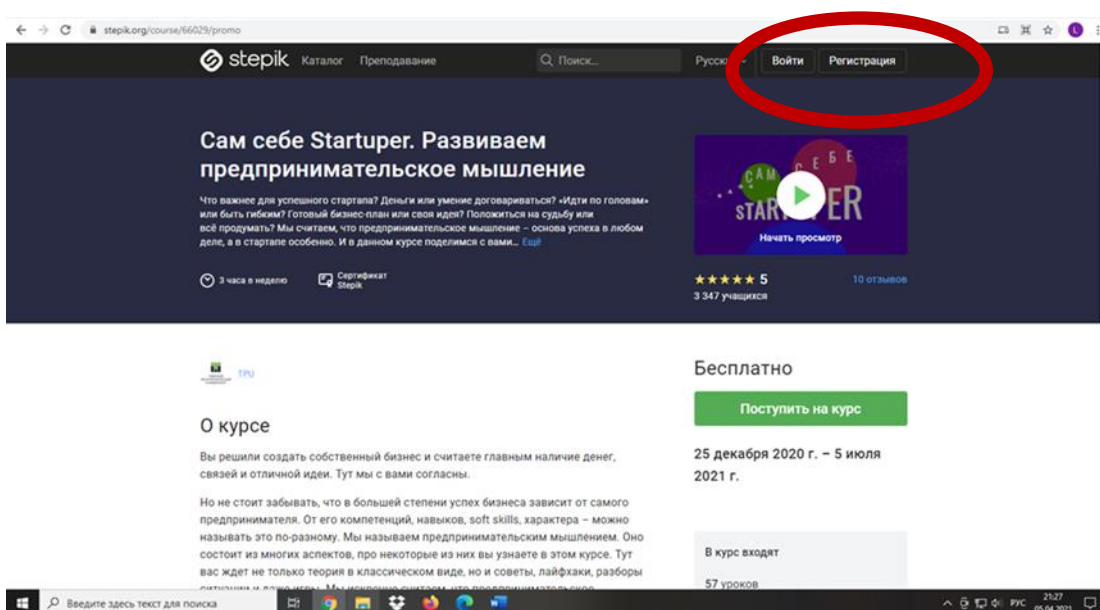 stepik.org/course/66029/promo
L
stepik Каталог Преподавание Поиск... Войти Регистрация
Сам себе Startuper. Развиваем
предпринимательское мышление
Что важнее для успешного стартапа? Деньги или умение договариваться? «Идти по головам»
или быть гибким? Готовый бизнес-план или своя идея? Положиться на судьбу или
всё продумать? Мы считаем, что предпринимательское мышление – основа успеха в любом
деле, а в стартапе особенно. И в данном курсе поделимся с вами... Ещё
3 часа в неделю
Сертификат
Stepik
САМ СЕБЕ
Начать просмотр
5 10 отзывов
3 347 учащихся
TPU
О курсе
Вы решили создать собственный бизнес и считаете главным наличие денег,
связей и отличной идеи. Тут мы с вами согласны.
Но не стоит забывать, что в большей степени успех бизнеса зависит от самого
предпринимателя. От его компетенций, навыков, soft skills, характера – можно
называть это по-разному. Мы называем предпринимательским мышлением. Оно
состоит из многих аспектов, про некоторые из них вы узнаете в этом курсе. Тут
вас ждет не только теория в классическом виде, но и советы, лайфхаки, разборы
Бесплатно
Поступить на курс
25 декабря 2020 г. – 5 июля
2021 г.
В курс входят
57 уроков
Введите здесь текст для поиска
РУС
21:27
05.04.2021